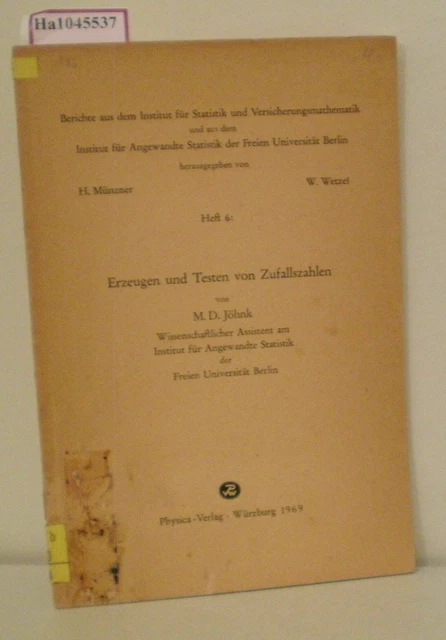 Ha1045537
Berichte aus dem Institut für Statistik und Versicherungsmathematik
und aus dem
Institut für Angewandte Statistik der Freien Universität Berlin
herausgegeben von
H. Münzner W. Wetzel
Heft 6:
Erzeugen und Testen von Zufallszahlen
von
M. D. Jöhnk
Wissenschaftlicher Assistent am
Institut für Angewandte Statistik
der
Freien Universität Berlin
Physica-Verlag · Würzburg 1969